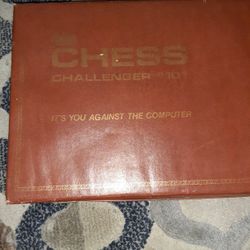 CHESS
CHALLENGER "10"
IT'S YOU AGAINST THE COMPUTER